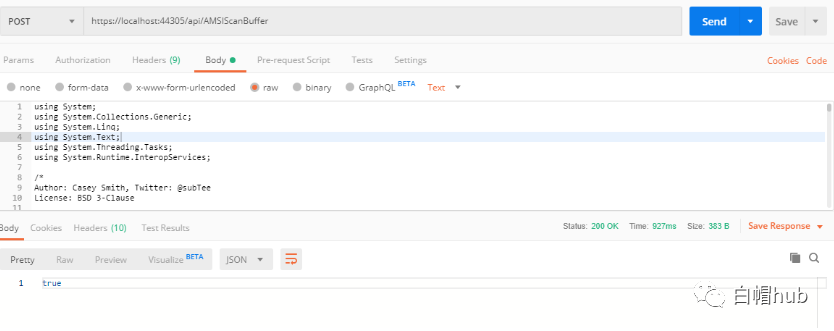 POST https://localhost:44305/api/AMSIScanBuffer Send Save
Params Authorization Headers (9) Body Pre-request Script Tests Settings Cookies Code
none form-data x-www-form-urlencoded raw binary GraphQL BETA Text
1 using System;
2 using System.Collections.Generic;
3 using System.Linq;
4 using System.Text;
5 using System.Threading.Tasks;
6 using System.Runtime.InteropServices;
7
8 /*
9 Author: Casey Smith, Twitter: @subTee
10 License: BSD 3-Clause
11
Body Cookies Headers (10) Test Results Status: 200 OK Time: 927ms Size: 383 B Save Response
Pretty Raw Preview Visualize BETA JSON
1 true
白帽hub